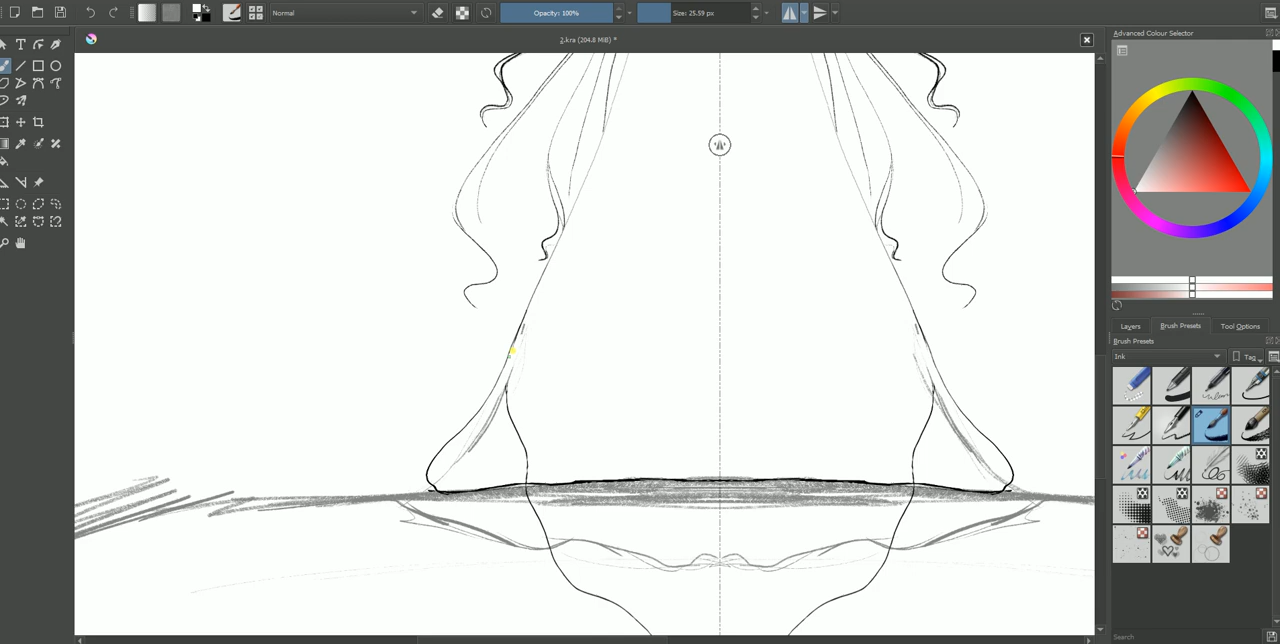 Normal
Opacity: 100%
Size: 25.59 px
2.kra (204.8 MiB) *
Advanced Colour Selector
Layers
Brush Presets
Tool Options
Brush Presets
Ink
Tag
Search